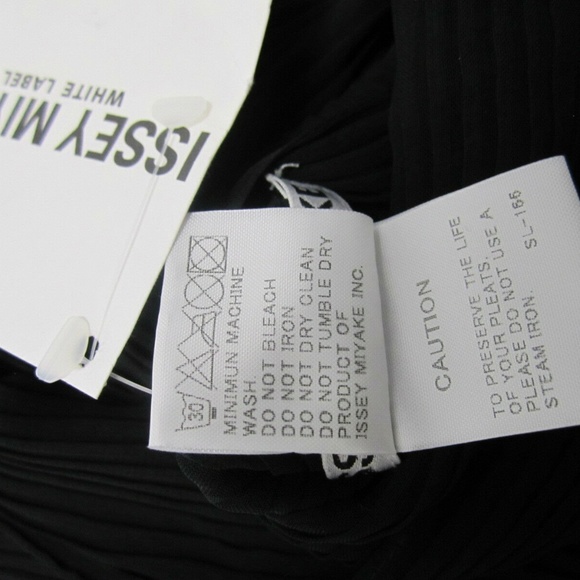 ISSEY MI
WHITE LABEL
30
MINIMUN MACHINE
WASH
DO NOT BLEACH
DO NOT IRON
DO NOT DRY CLEAN
DO NOT TUMBLE DRY
PRODUCT OF
ISSEY MIYAKE INC.
CAUTION
TO PRESERVE THE LIFE
OF YOUR PLEATS.
PLEASE DO NOT USE A
STEAM IRON.
SL-166